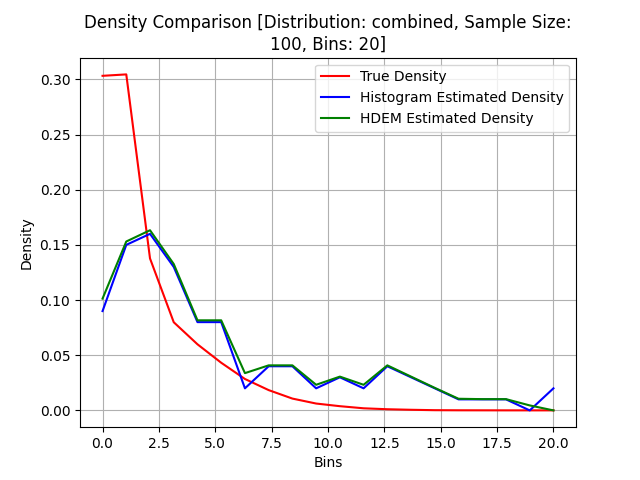 Density Comparison [Distribution: combined, Sample Size:
100, Bins: 20]
True Density
Histogram Estimated Density
HDEM Estimated Density
Density
0.30
0.25
0.20
0.15
0.10
0.05
0.00
0.0 2.5 5.0 7.5 10.0 12.5 15.0 17.5 20.0
Bins